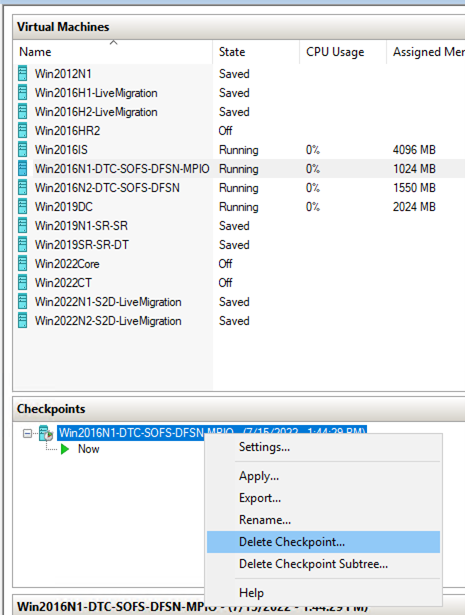 Virtual Machines
Name State CPU Usage Assigned Mer
Win2012N1 Saved
Win2016H1-LiveMigration Saved
Win2016H2-LiveMigration Saved
Win2016HR2 Off
Win2016IS Running 0% 4096 MB
Win2016N1-DTC-SOFS-DFSN-MPIO Running 0% 1024 MB
Win2016N2-DTC-SOFS-DFSN Running 0% 1550 MB
Win2019DC Running 0% 2024 MB
Win2019N1-SR-SR Saved
Win2019SR-SR-DT Saved
Win2022Core Off
Win2022CT Off
Win2022N1-S2D-LiveMigration Saved
Win2022N2-S2D-LiveMigration Saved
Checkpoints
Win2016N1-DTC-SOFS-DFSN-MPIO - (7/15/2022 - 1:44:29 PM)
Now
Settings...
Apply...
Export...
Rename...
Delete Checkpoint...
Delete Checkpoint Subtree...
Help
Win2016N1-DTC-SOFS-DFSN-MPIO - (7/15/2022 - 1:44:29 PM)